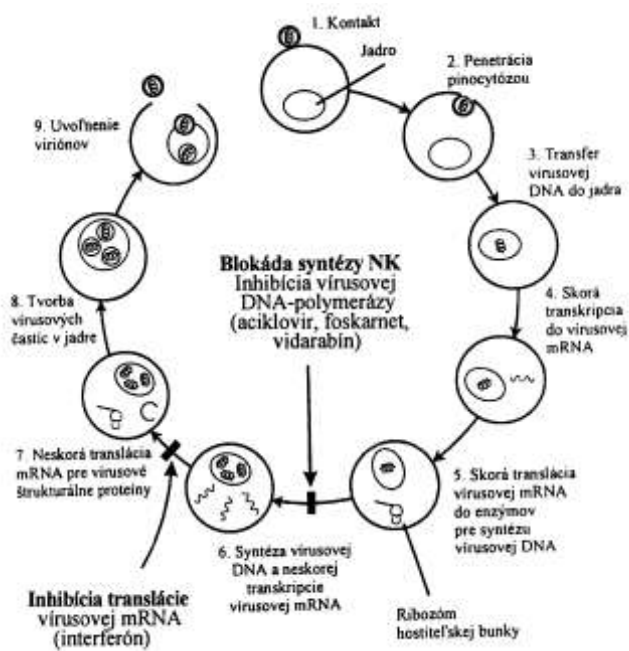 1. Kontakt
Jadro
2. Penetrácia
pinocytózou
3. Transfer
vírusovej
DNA do jadra
4. Skorá
transkripcia
do vírusovej
mRNA
5. Skorá translácia
vírusovej mRNA
do enzýmov
pre syntézu
vírusovej DNA
Ribozóm
hostiteľskej bunky
6. Syntéza vírusovej
DNA a neskorej
transkripcie
vírusovej mRNA
7. Neskorá translácia
mRNA pre vírusové
štrukturálne proteíny
8. Tvorba
vírusových
častíc v jadre
9. Uvoľnenie
viriónov
Blokáda syntézy NK
Inhibícia vírusovej
DNA-polymerázy
(aciklovir, foskarnet,
vidarabín)
Inhibícia translácie
vírusovej mRNA
(interferón)